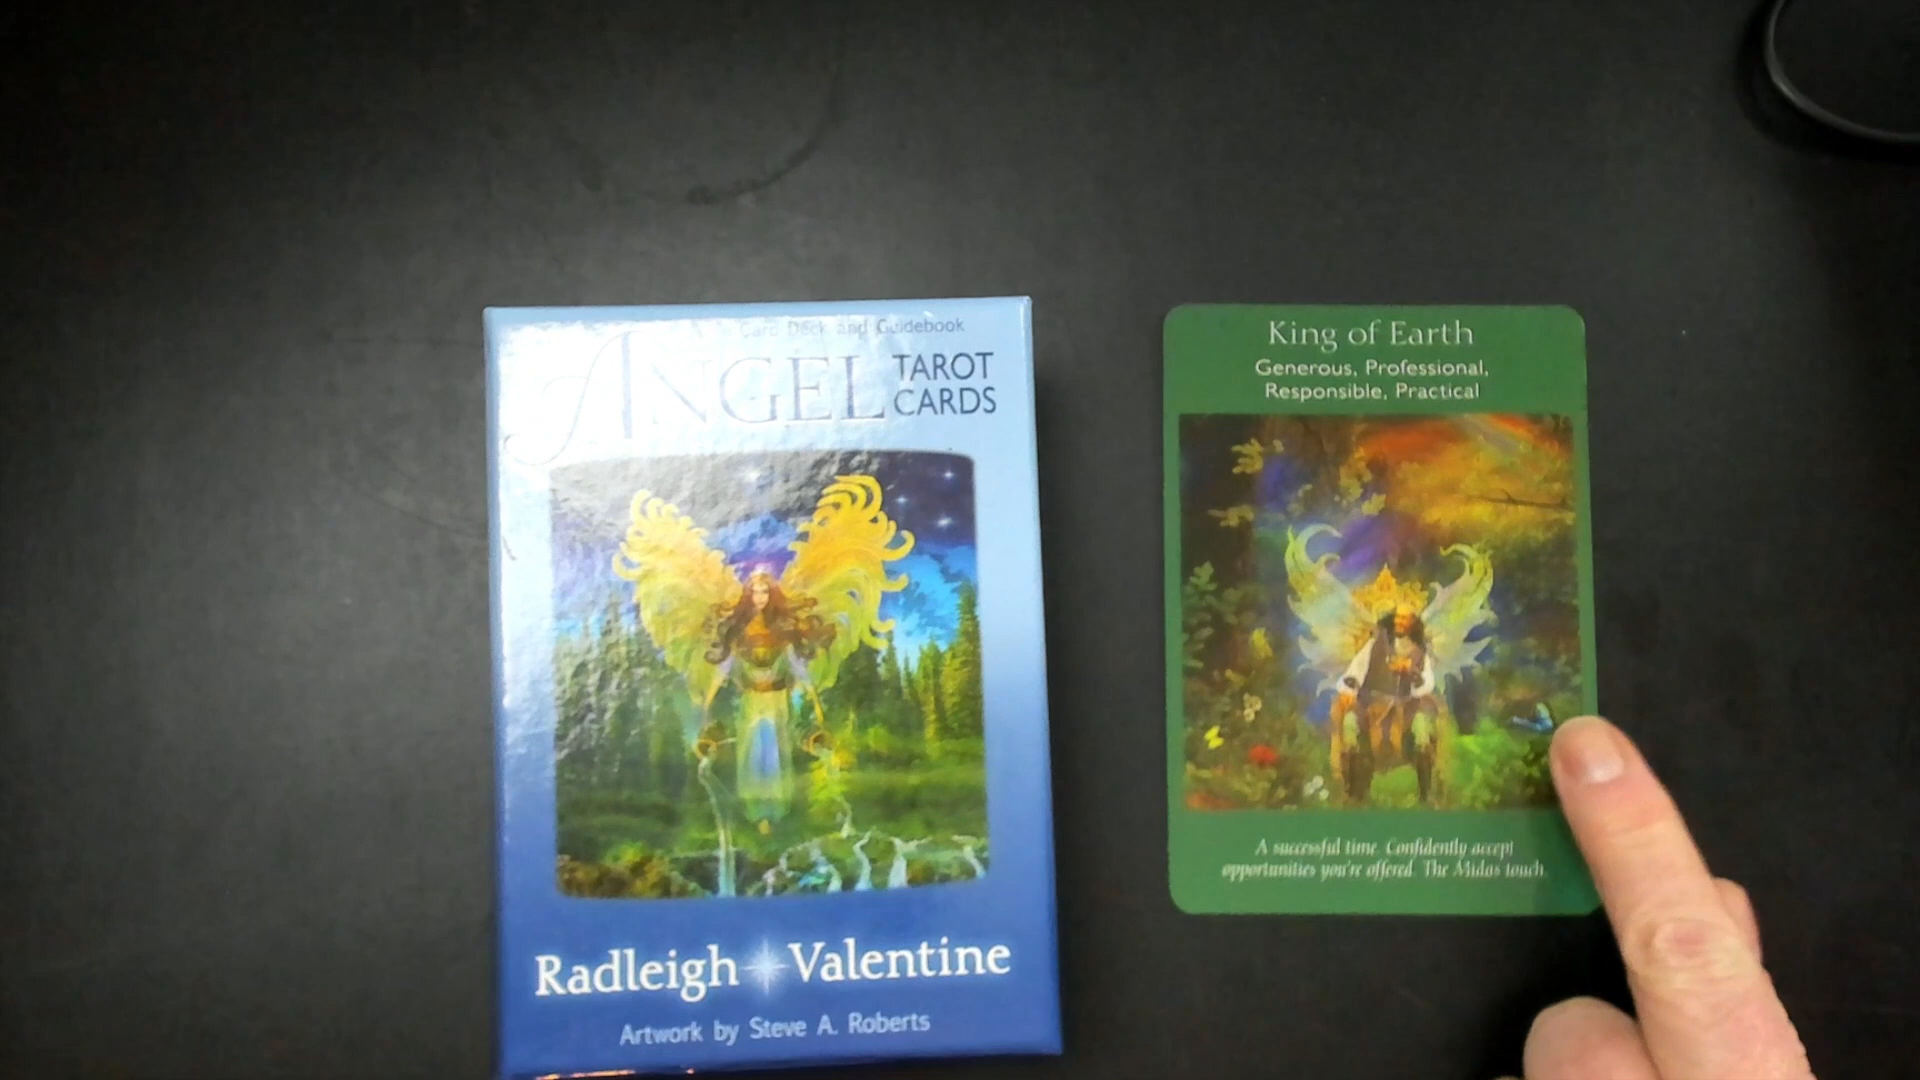 Card Deck and Guidebook
ANGEL TAROT
CARDS
Radleigh Valentine
Artwork by Steve A. Roberts
King of Earth
Generous, Professional,
Responsible, Practical
A successful time. Confidently accept
opportunities you're offered. The Midas touch.